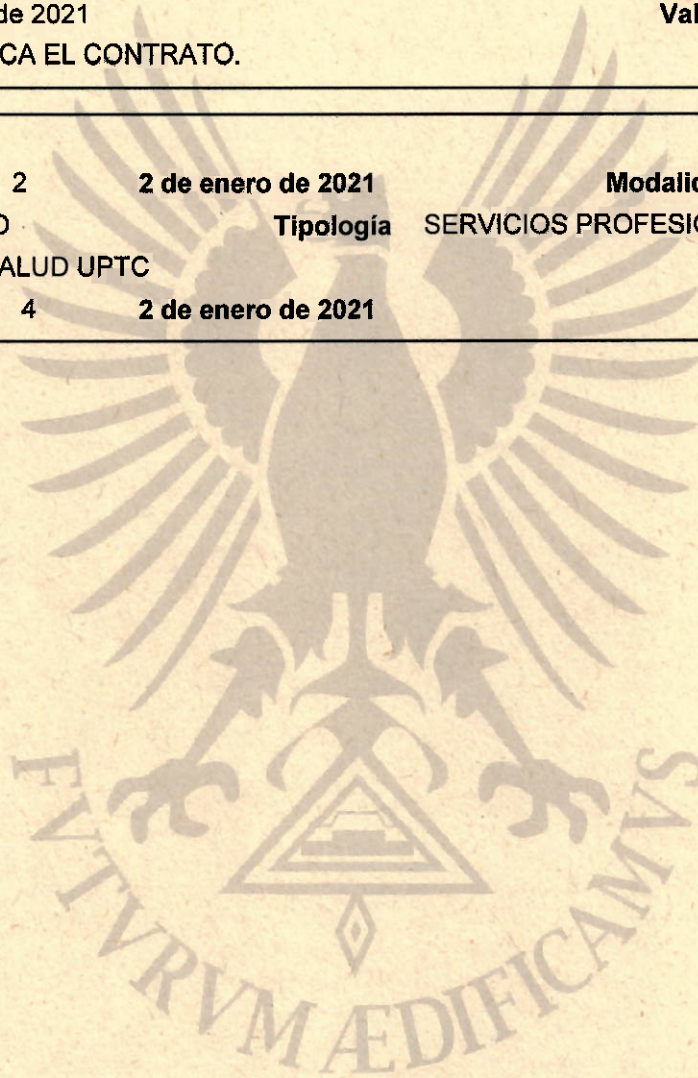 de 2021 Val
CA EL CONTRATO.
2 2 de enero de 2021 Modalid
O Tipología SERVICIOS PROFESIO
ALUD UPTC
4 2 de enero de 2021
FVTVRVM ÆDIFICAMVS